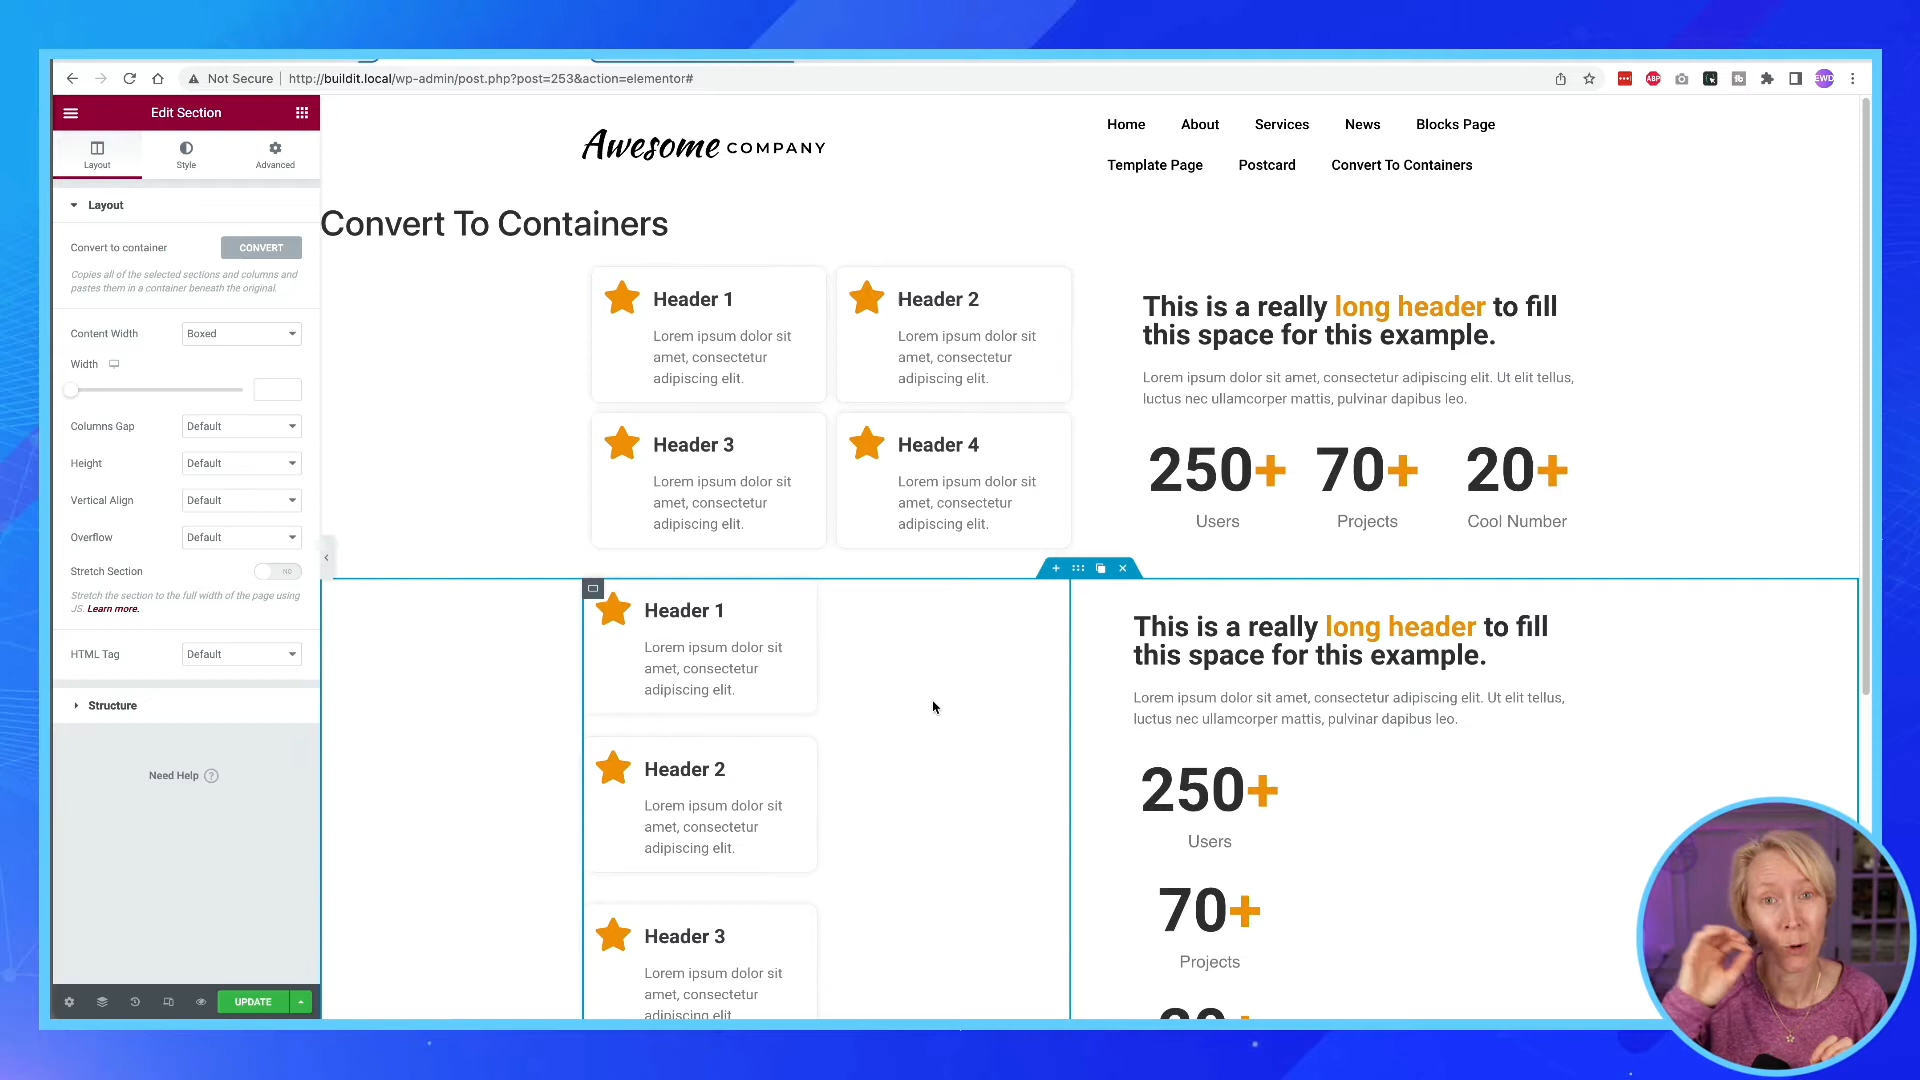 Not Secure
http://buildit.local/wp-admin/post.php?post=253&action=elementor#
ABP
EWD
Edit Section
Layout
Style
Advanced
Layout
Convert to container
CONVERT
Copies all of the selected sections and columns and
pastes them in a container beneath the original.
Content Width
Boxed
Width
Columns Gap
Default
Height
Default
Vertical Align
Default
Overflow
Default
Stretch Section
NO
Stretch the section to the full width of the page using
JS. Learn more.
HTML Tag
Default
Structure
Need Help
UPDATE
Awesome COMPANY
Home
About
Services
News
Blocks Page
Template Page
Postcard
Convert To Containers
Convert To Containers
Header 1
Lorem ipsum dolor sit
amet, consectetur
adipiscing elit.
Header 2
Lorem ipsum dolor sit
amet, consectetur
adipiscing elit.
Header 3
Lorem ipsum dolor sit
amet, consectetur
adipiscing elit.
Header 4
Lorem ipsum dolor sit
amet, consectetur
adipiscing elit.
This is a really long header to fill
this space for this example.
Lorem ipsum dolor sit amet, consectetur adipiscing elit. Ut elit tellus,
luctus nec ullamcorper mattis, pulvinar dapibus leo.
250+
Users
70+
Projects
20+
Cool Number
Header 1
Lorem ipsum dolor sit
amet, consectetur
adipiscing elit.
Header 2
Lorem ipsum dolor sit
amet, consectetur
adipiscing elit.
Header 3
Lorem ipsum dolor sit
amet, consectetur
adipiscing elit.
This is a really long header to fill
this space for this example.
Lorem ipsum dolor sit amet, consectetur adipiscing elit. Ut elit tellus,
luctus nec ullamcorper mattis, pulvinar dapibus leo.
250+
Users
70+
Projects